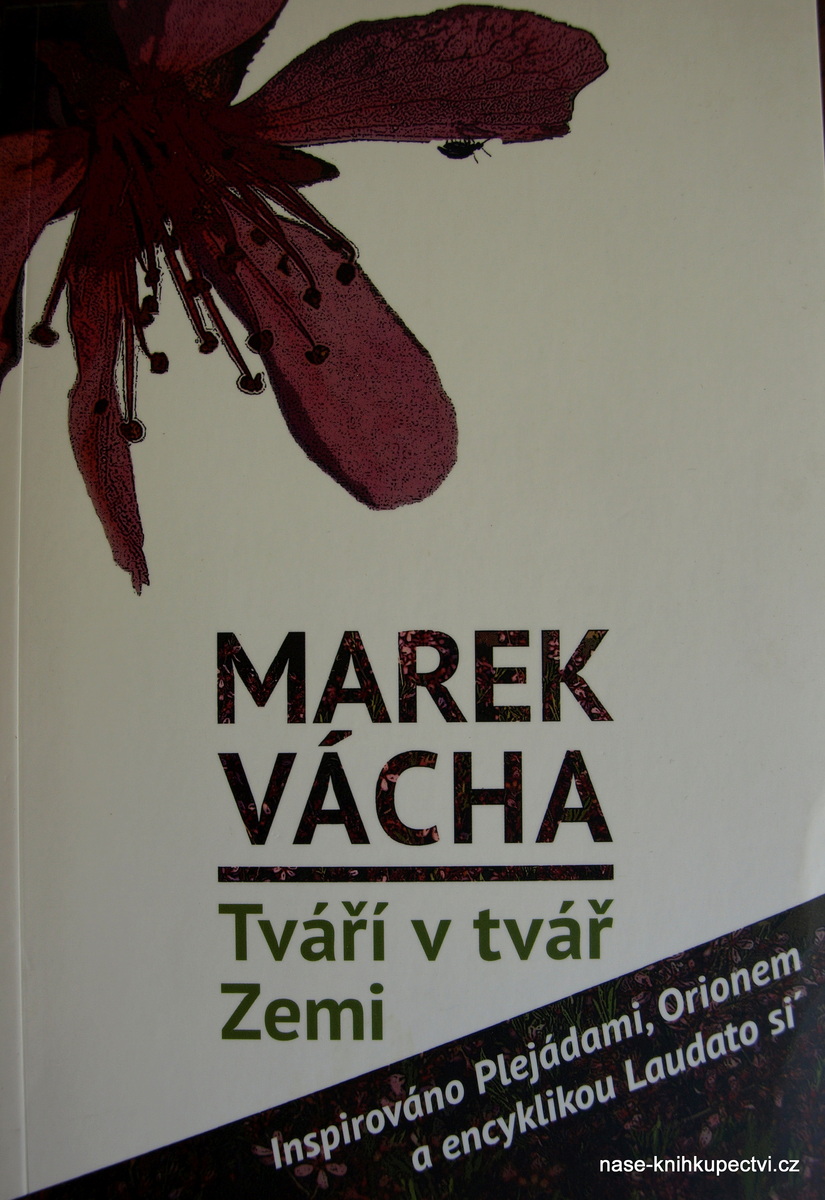 MAREK
VÁCHA
Tváří v tvář
Zemi
Inspirováno Plejádami, Orionem
a encyklikou Laudato si´
nase-knihkupectvi.cz